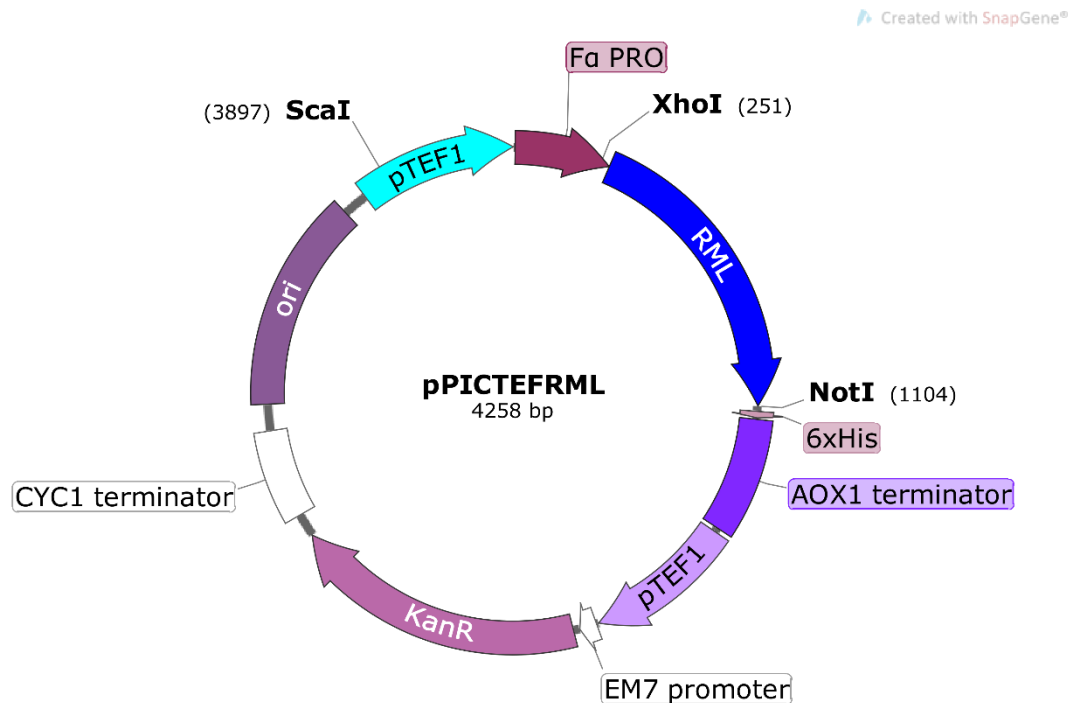 Created with SnapGene®
Fα PRO
(3897) ScaI
XhoI (251)
pTEF1
RML
ori
pPICTEFRML
4258 bp
NotI (1104)
6xHis
CYC1 terminator
AOX1 terminator
pTEF1
KanR
EM7 promoter